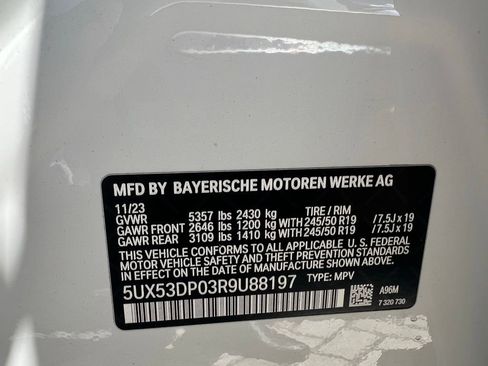 MFD BY BAYERISCHE MOTOREN WERKE AG
11/23
GVWR 5357 lbs 2430 kg TIRE / RIM
GAWR FRONT 2646 lbs 1200 kg 245/50 R19 /7.5J x 19
GAWR REAR 3109 lbs 1410 kg 245/50 R19 /7.5J x 19
THIS VEHICLE CONFORMS TO ALL APPLICABLE U.S. FEDERAL
MOTOR VEHICLE SAFETY, BUMPER, AND
THEFT PREVENTION STANDARDS IN EFFECT
ON THE DATE OF MANUFACTURE SHOWN ABOVE.
5UX53DP03R9U88197 TYPE: MPV
A96M
7 320 730